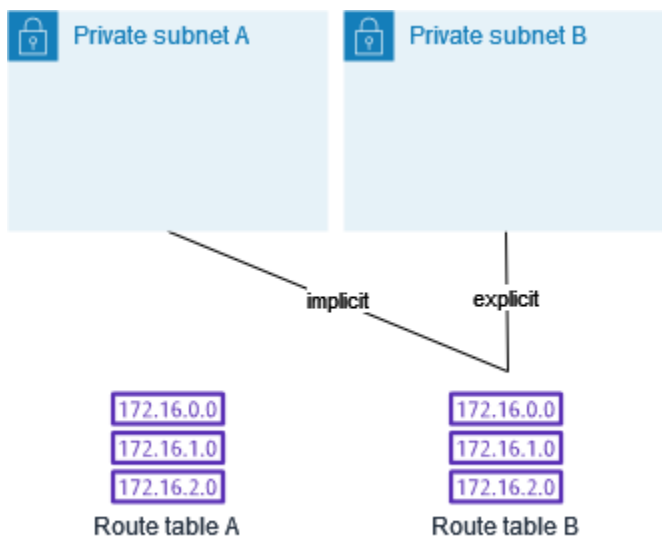 Private subnet A
Private subnet B
implicit
explicit
172.16.0.0
172.16.1.0
172.16.2.0
Route table A
172.16.0.0
172.16.1.0
172.16.2.0
Route table B